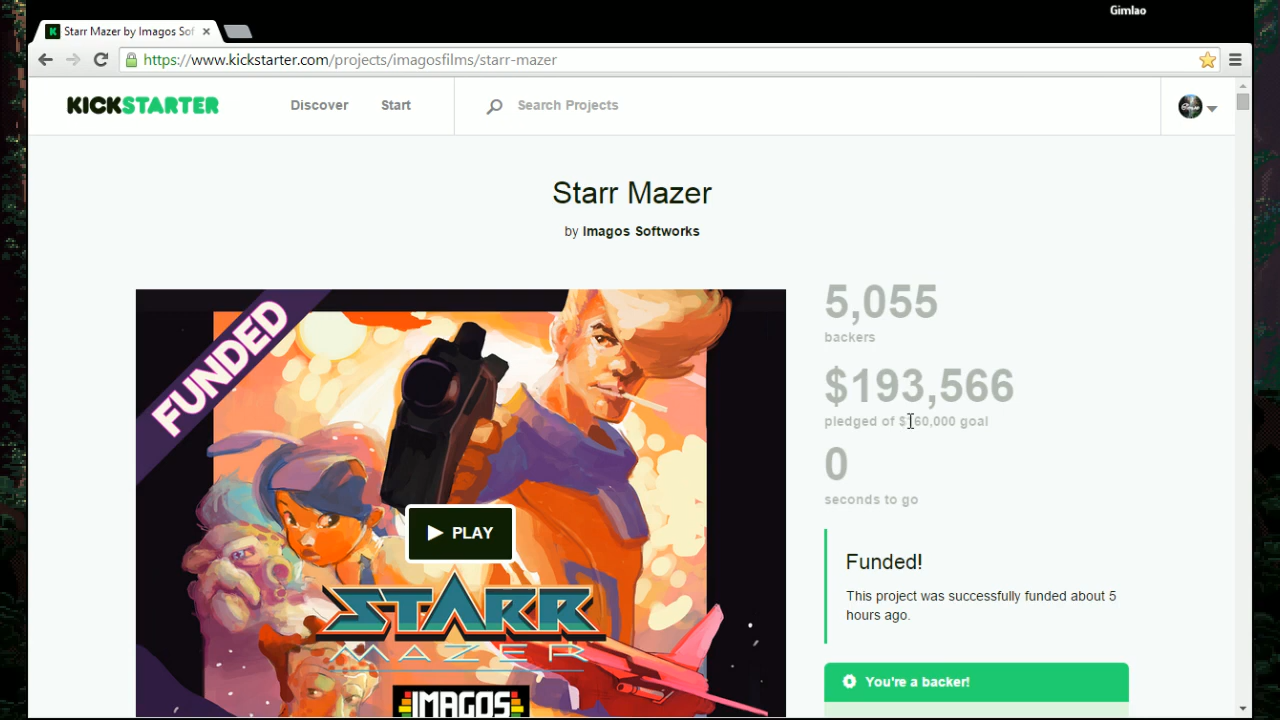 Gimlao
Starr Mazer by Imagos Sof
https://www.kickstarter.com/projects/imagosfilms/starr-mazer
KICKSTARTER
Discover
Start
Search Projects
Starr Mazer
by Imagos Softworks
FUNDED
5,055
backers
$193,566
pledged of $160,000 goal
0
seconds to go
PLAY
Funded!
This project was successfully funded about 5
hours ago.
STARR
MAZER
IMAGOS
You're a backer!